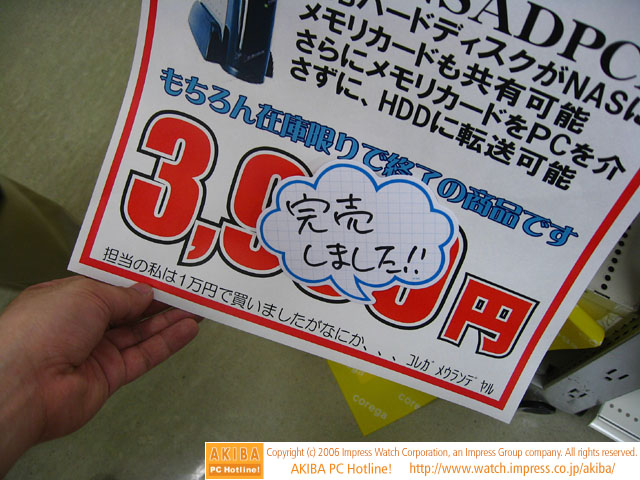 SADPC
ハードディスクがNASに
メモリカードも共有可能
さらにメモリカードをPCを介
さずに、HDDに転送可能
もちろん在庫限りで終了の商品です
完売
しました!!
円
担当の私は1万円で買いましたがなにか、、、 コレガ メウランデヤル
corega
corega
AKIBA
PC Hotline!
Copyright (c) 2006 Impress Watch Corporation, an Impress Group company. All rights reserved.
AKIBA PC Hotline! http://www.watch.impress.co.jp/akiba/